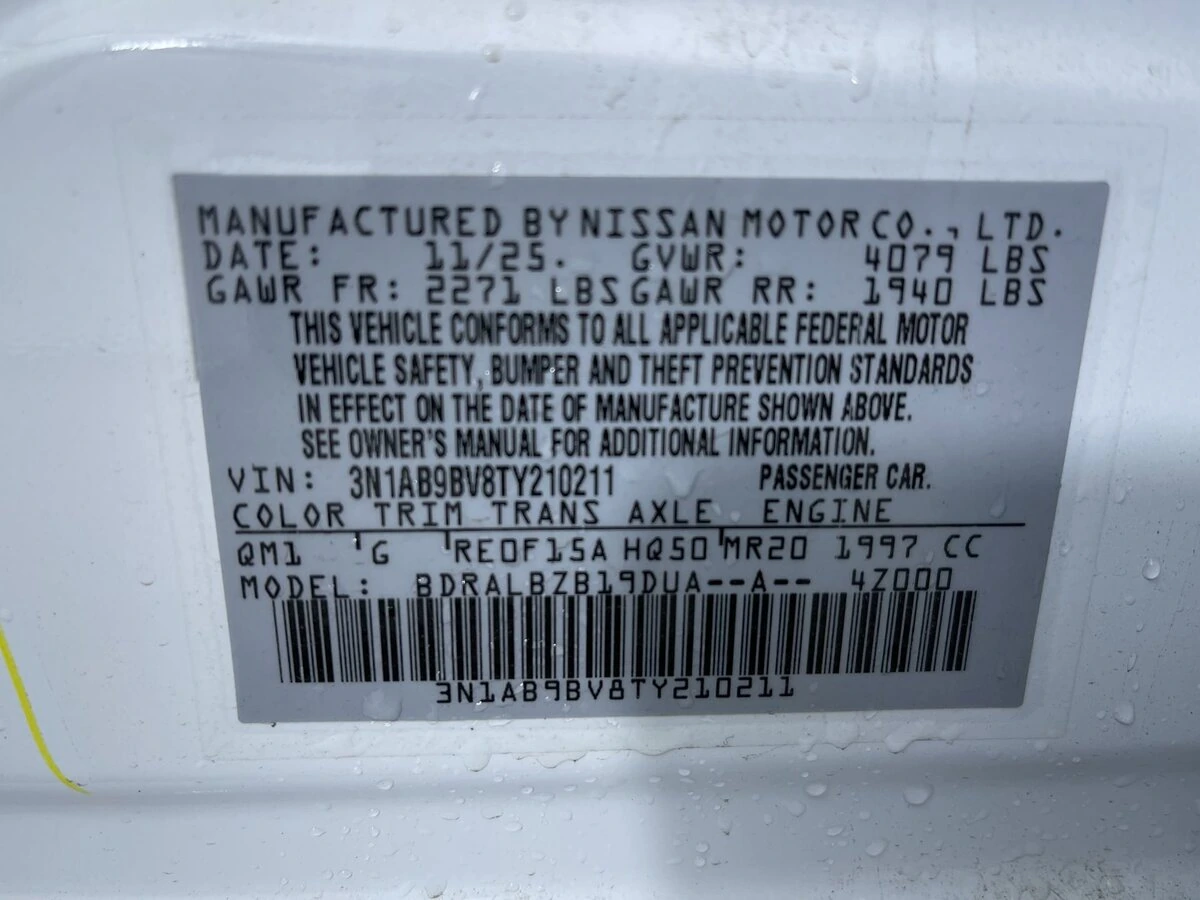 MANUFACTURED BY NISSAN MOTOR CO., LTD.
DATE: 11/25. GVWR: 4079 LBS
GAWR FR: 2271 LBS GAWR RR: 1940 LBS
THIS VEHICLE CONFORMS TO ALL APPLICABLE FEDERAL MOTOR
VEHICLE SAFETY, BUMPER AND THEFT PREVENTION STANDARDS
IN EFFECT ON THE DATE OF MANUFACTURE SHOWN ABOVE.
SEE OWNER'S MANUAL FOR ADDITIONAL INFORMATION.
VIN: 3N1AB9BV8TY210211 PASSENGER CAR.
COLOR TRIM TRANS AXLE ENGINE
QM1 G RE0F15A HQ50 MR20 1997 CC
MODEL: BDRALBZB19DUA--A-- 4Z000
3N1AB9BV8TY210211